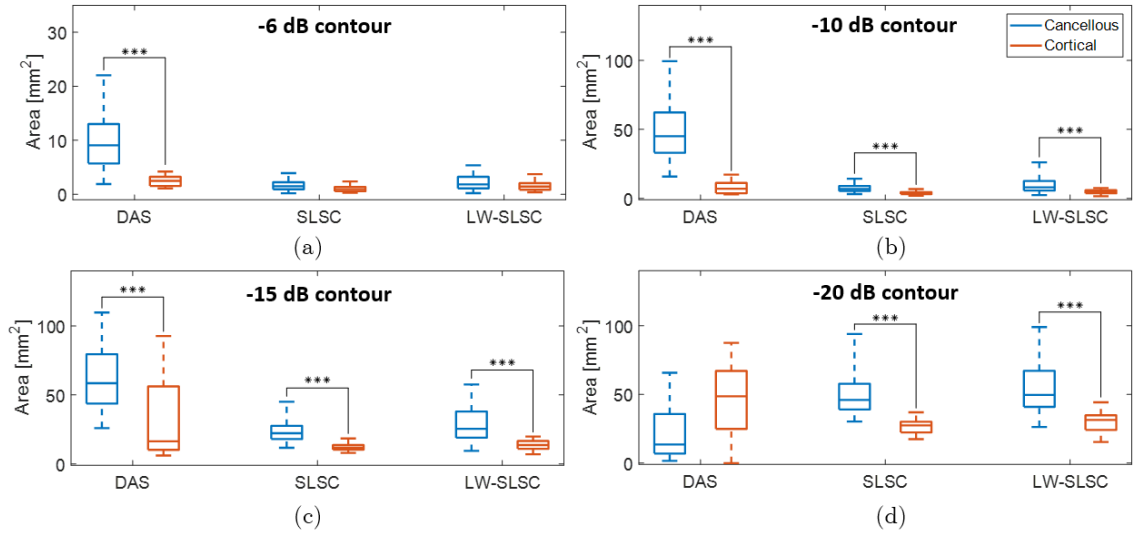 -6 dB contour
Area [mm²]
30
20
10
0
***
DAS
SLSC
LW-SLSC
(a)
-10 dB contour
Cancellous
Cortical
Area [mm²]
100
50
0
***
***
***
DAS
SLSC
LW-SLSC
(b)
-15 dB contour
Area [mm²]
100
50
0
***
***
***
DAS
SLSC
LW-SLSC
(c)
-20 dB contour
Area [mm²]
100
50
0
***
***
DAS
SLSC
LW-SLSC
(d)